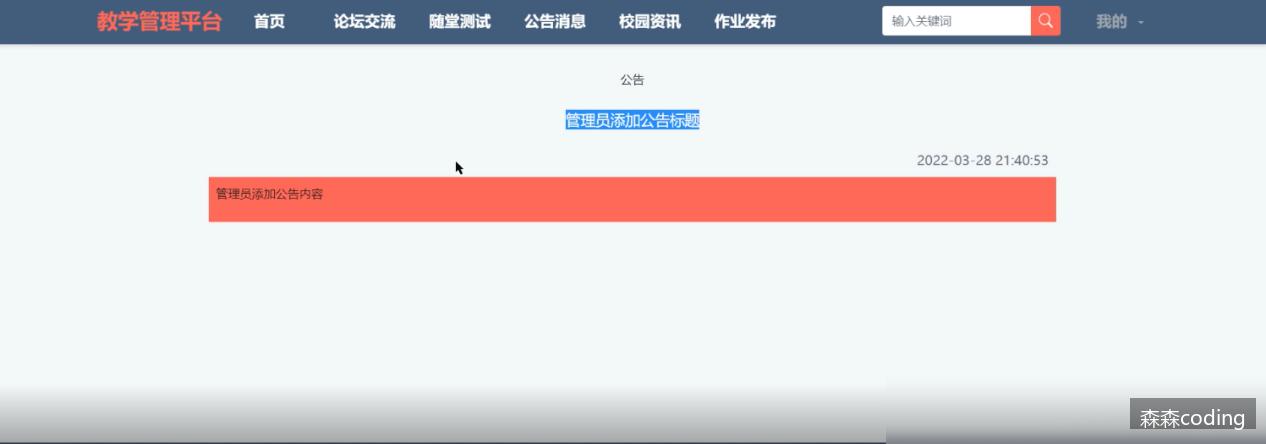 教学管理平台 首页 论坛交流 随堂测试 公告消息 校园资讯 作业发布 输入关键词 我的
公告
管理员添加公告标题
2022-03-28 21:40:53
管理员添加公告内容
森森coding